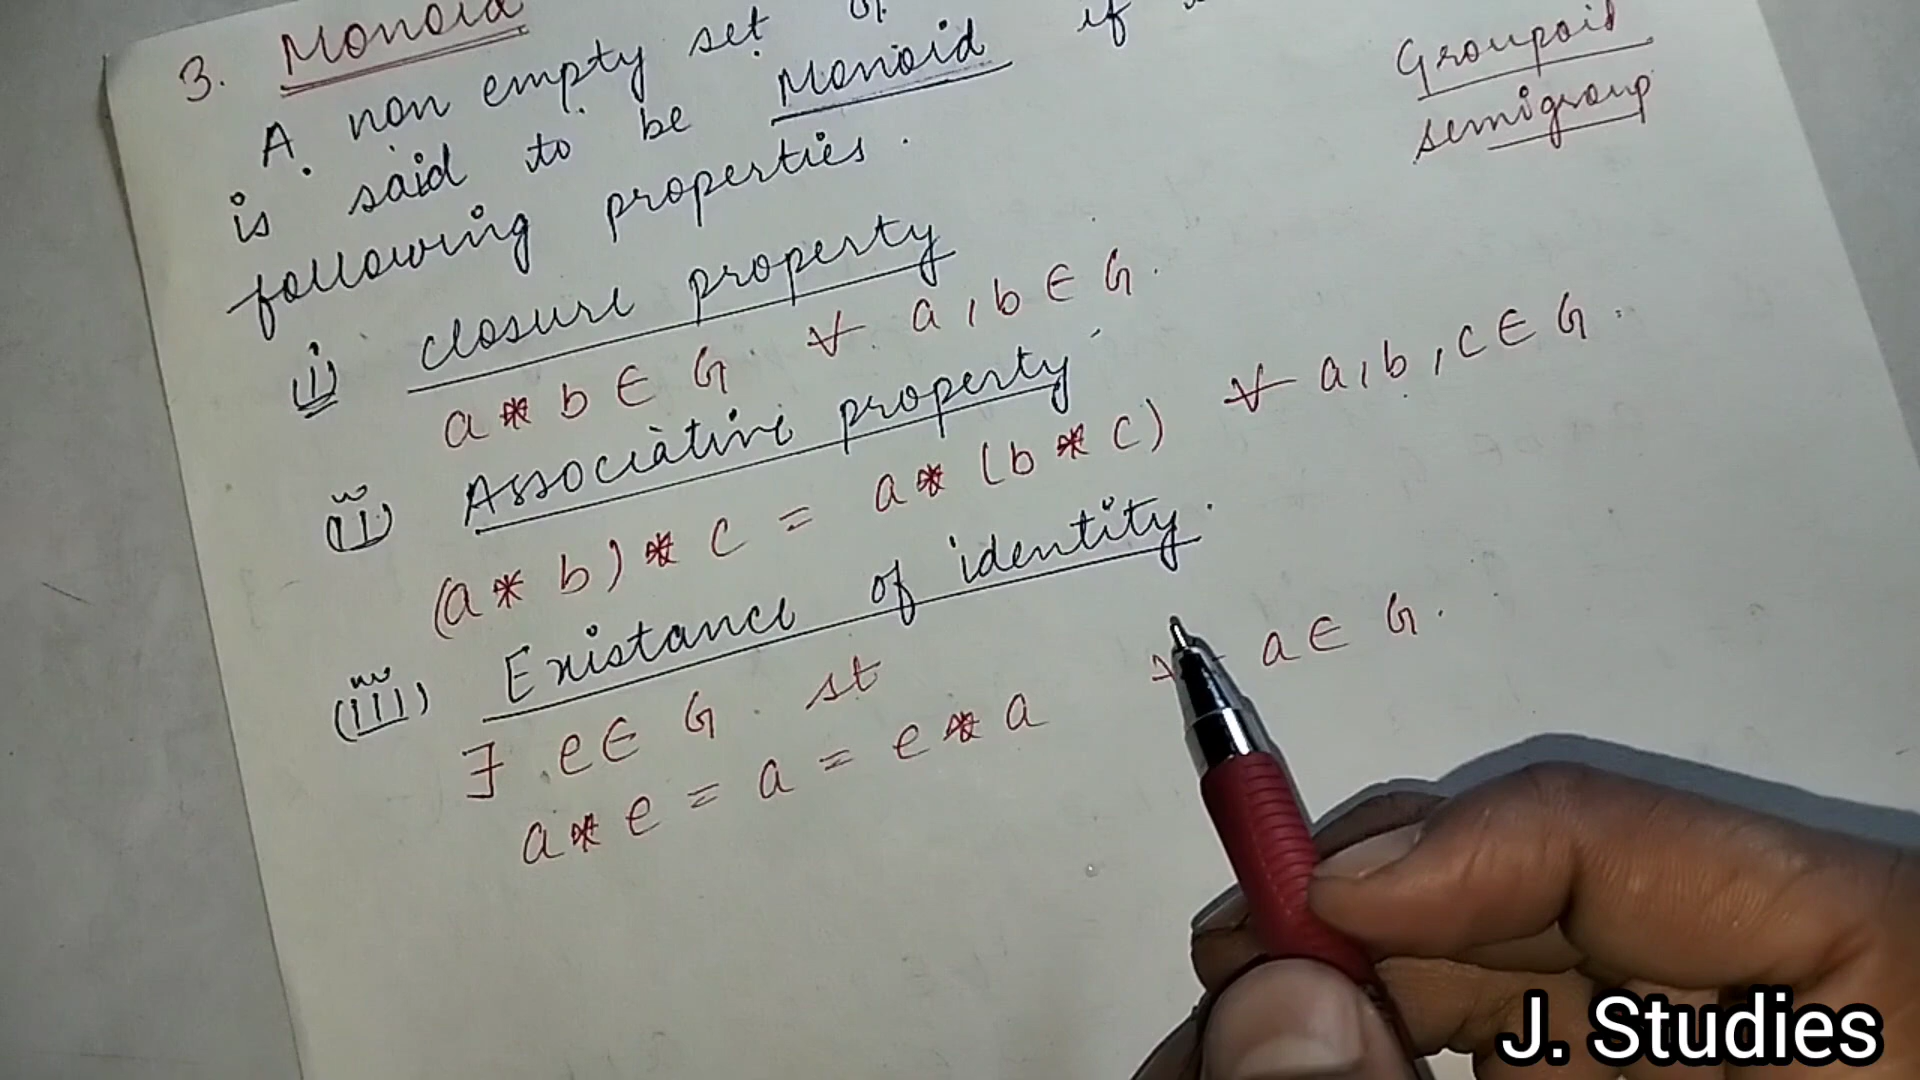 3. Monoid
A non empty set
is said to be Monoid if
following properties.
Groupoid
semigroup
(i) closure property
a * b ∈ G ∀ a, b ∈ G.
(ii) Associative property
(a * b) * c = a * (b * c) ∀ a, b, c ∈ G.
(iii) Existance of identity.
∃ e ∈ G st
a * e = a = e * a ∀ a ∈ G.
J. Studies